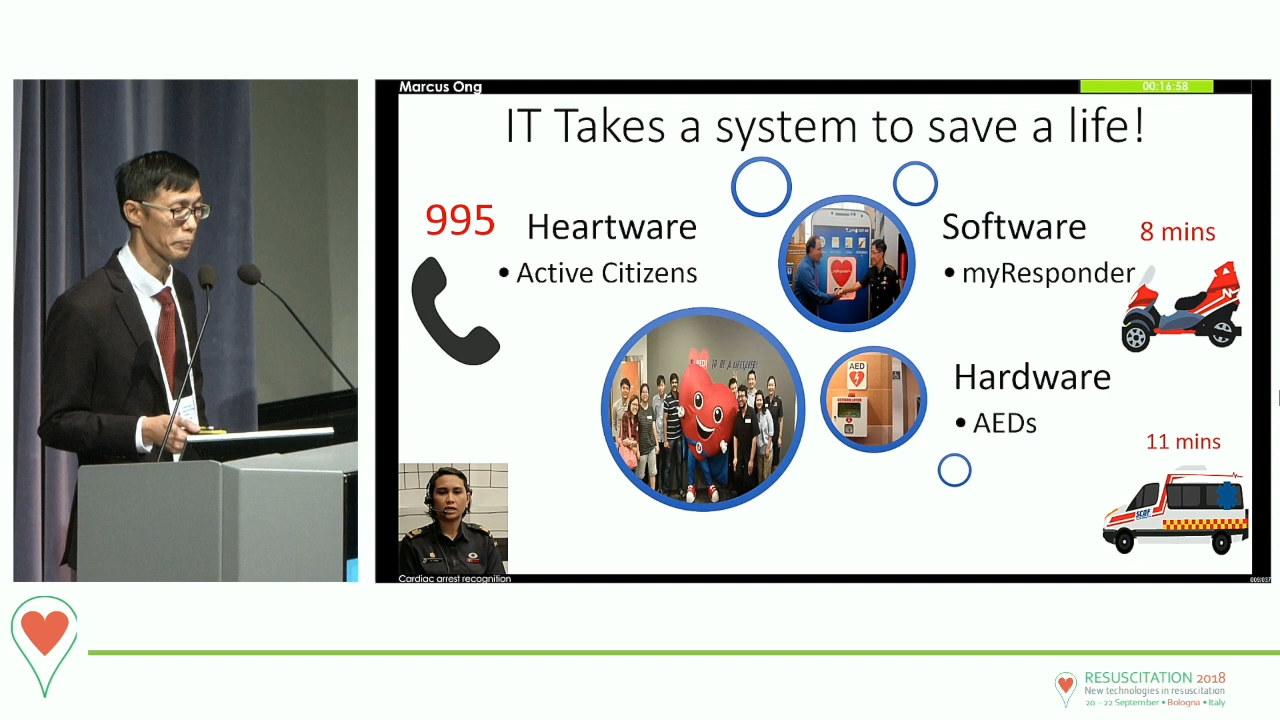 Marcus Ong
00:16:58
IT Takes a system to save a life!
995
Heartware
• Active Citizens
Software
• myResponder
8 mins
Hardware
• AEDs
11 mins
AED
SCDF
Cardiac arrest recognition
RESUSCITATION 2018
New technologies in resuscitation
20 - 22 September • Bologna • Italy